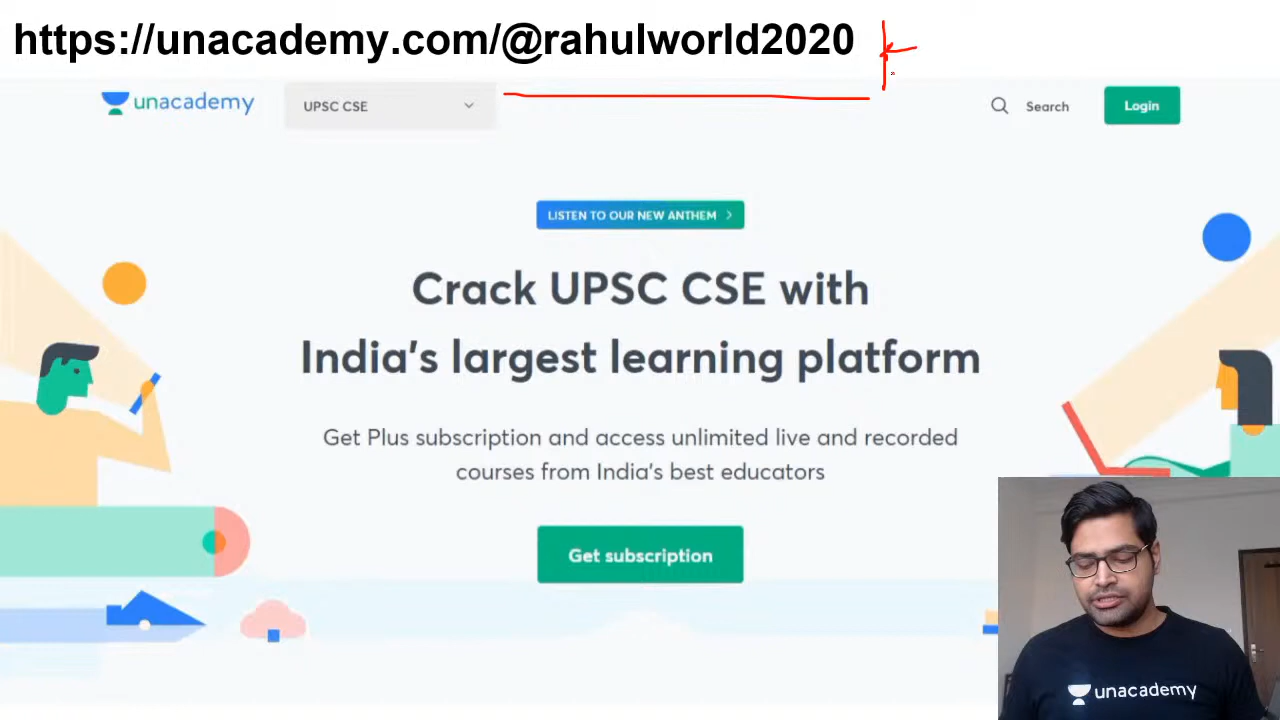 https://unacademy.com/@rahulworld2020
unacademy
UPSC CSE
Search
Login
LISTEN TO OUR NEW ANTHEM
Crack UPSC CSE with
India's largest learning platform
Get Plus subscription and access unlimited live and recorded
courses from India's best educators
Get subscription
unacademy